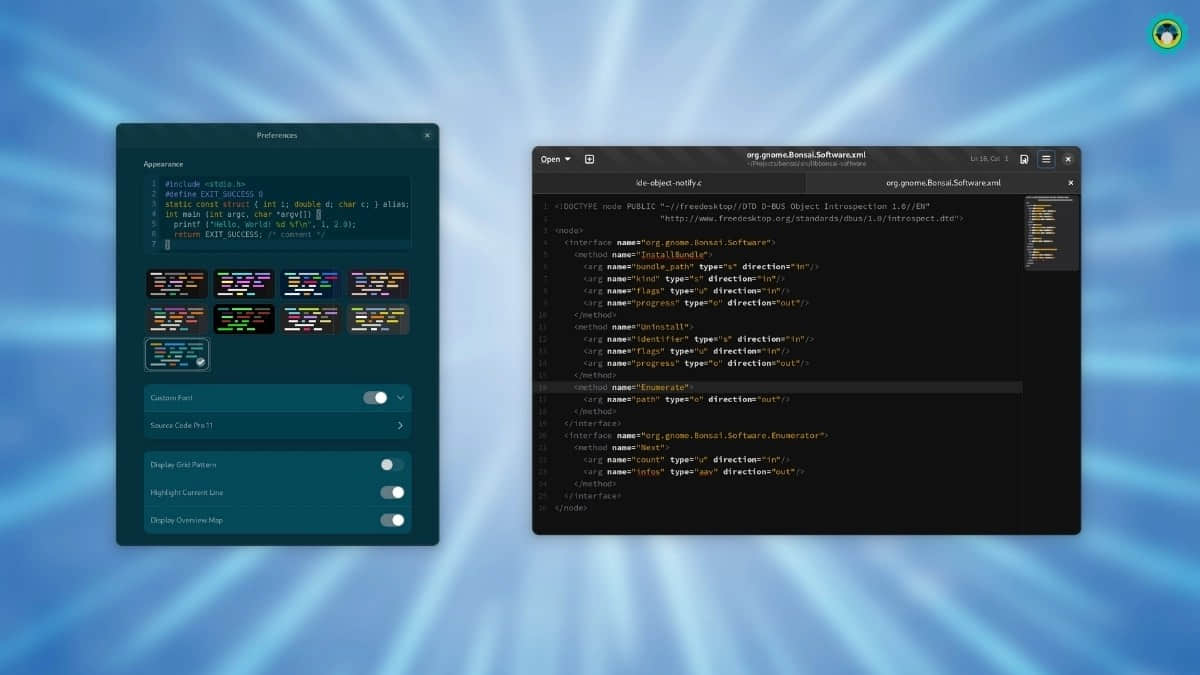 Preferences
Appearance
1 #include <stdio.h>
2 #define EXIT_SUCCESS 0
3 static const struct { int i; double d; char c; } alias;
4 int main (int argc, char *argv[]) {
5 printf ("Hello, World! %d %f\n", 1, 2.0);
6 return EXIT_SUCCESS; /* comment */
7 }
Custom Font
Source Code Pro 11
Display Grid Pattern
Highlight Current Line
Display Overview Map
Open
org.gnome.Bonsai.Software.xml
Ln 16, Col 1
ide-object-notify.c
org.gnome.Bonsai.Software.xml
1 <!DOCTYPE node PUBLIC "-//freedesktop//DTD D-BUS Object Introspection 1.0//EN"
2 "http://www.freedesktop.org/standards/dbus/1.0/introspect.dtd">
3 <node>
4 <interface name="org.gnome.Bonsai.Software">
5 <method name="InstallBundle">
6 <arg name="bundle_path" type="s" direction="in"/>
7 <arg name="kind" type="s" direction="in"/>
8 <arg name="flags" type="u" direction="in"/>
9 <arg name="progress" type="o" direction="out"/>
10 </method>
11 <method name="Uninstall">
12 <arg name="identifier" type="s" direction="in"/>
13 <arg name="flags" type="u" direction="in"/>
14 <arg name="progress" type="o" direction="out"/>
15 </method>
16 <method name="Enumerate">
17 <arg name="path" type="o" direction="out"/>
18 </method>
19 </interface>
20 <interface name="org.gnome.Bonsai.Software.Enumerator">
21 <method name="Next">
22 <arg name="count" type="u" direction="in"/>
23 <arg name="infos" type="aav" direction="out"/>
24 </method>
25 </interface>
26 </node>